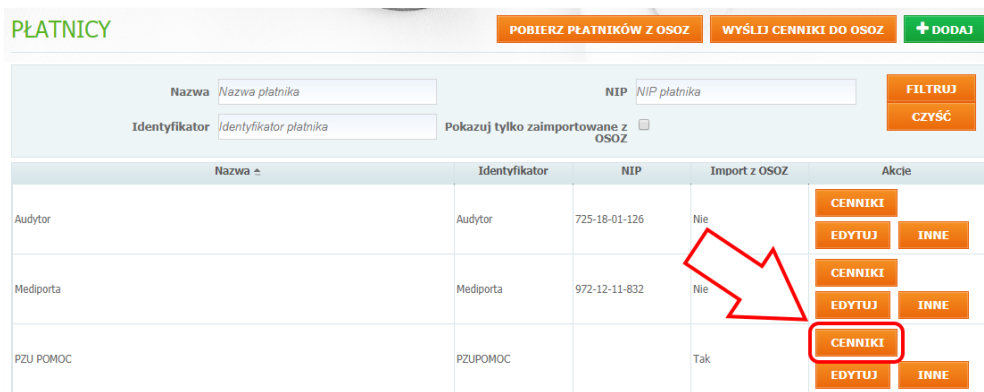 PŁATNICY
POBIERZ PŁATNIKÓW Z OSOZ
WYŚLIJ CENNIKI DO OSOZ
+ DODAJ
Nazwa Nazwa płatnika
NIP NIP płatnika
FILTRUJ
Identyfikator Identyfikator płatnika
Pokazuj tylko zaimportowane z
OSOZ
CZYŚĆ
Nazwa Identyfikator NIP Import z OSOZ Akcje
CENNIKI
Audytor Audytor 725-18-01-126 Nie
EDYTUJ INNE
CENNIKI
Mediporta Mediporta 972-12-11-832 Nie
EDYTUJ INNE
CENNIKI
PZU POMOC PZUPOMOC Tak
EDYTUJ INNE